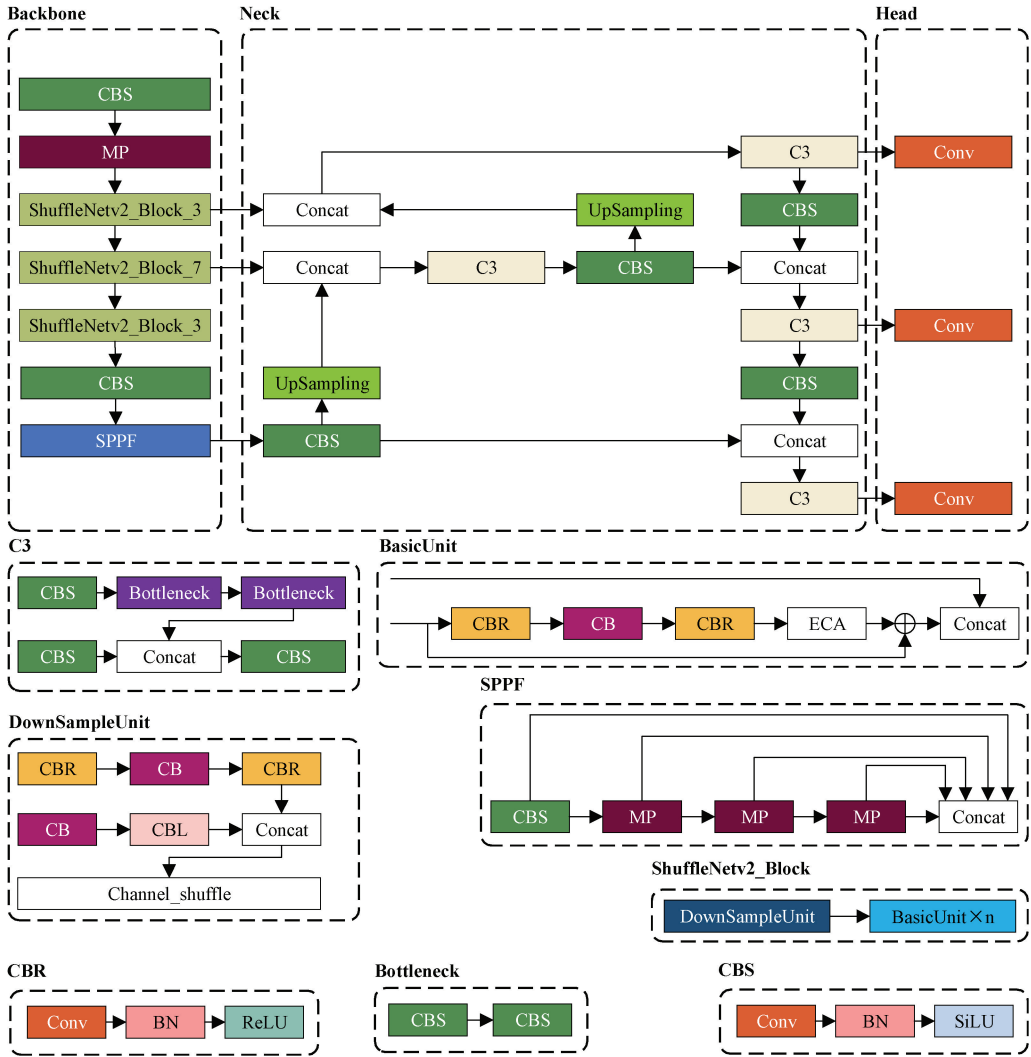 Backbone
Neck
Head
CBS
MP
C3
Conv
ShuffleNetv2_Block_3
Concat
UpSampling
CBS
ShuffleNetv2_Block_7
Concat
C3
CBS
Concat
ShuffleNetv2_Block_3
C3
Conv
CBS
UpSampling
CBS
SPPF
CBS
Concat
C3
Conv
C3
CBS
Bottleneck
Bottleneck
CBS
Concat
CBS
BasicUnit
CBR
CB
CBR
ECA
Concat
SPPF
CBS
MP
MP
MP
Concat
DownSampleUnit
CBR
CB
CBR
CB
CBL
Concat
Channel_shuffle
ShuffleNetv2_Block
DownSampleUnit
BasicUnit×n
CBR
Conv
BN
ReLU
Bottleneck
CBS
CBS
CBS
Conv
BN
SiLU